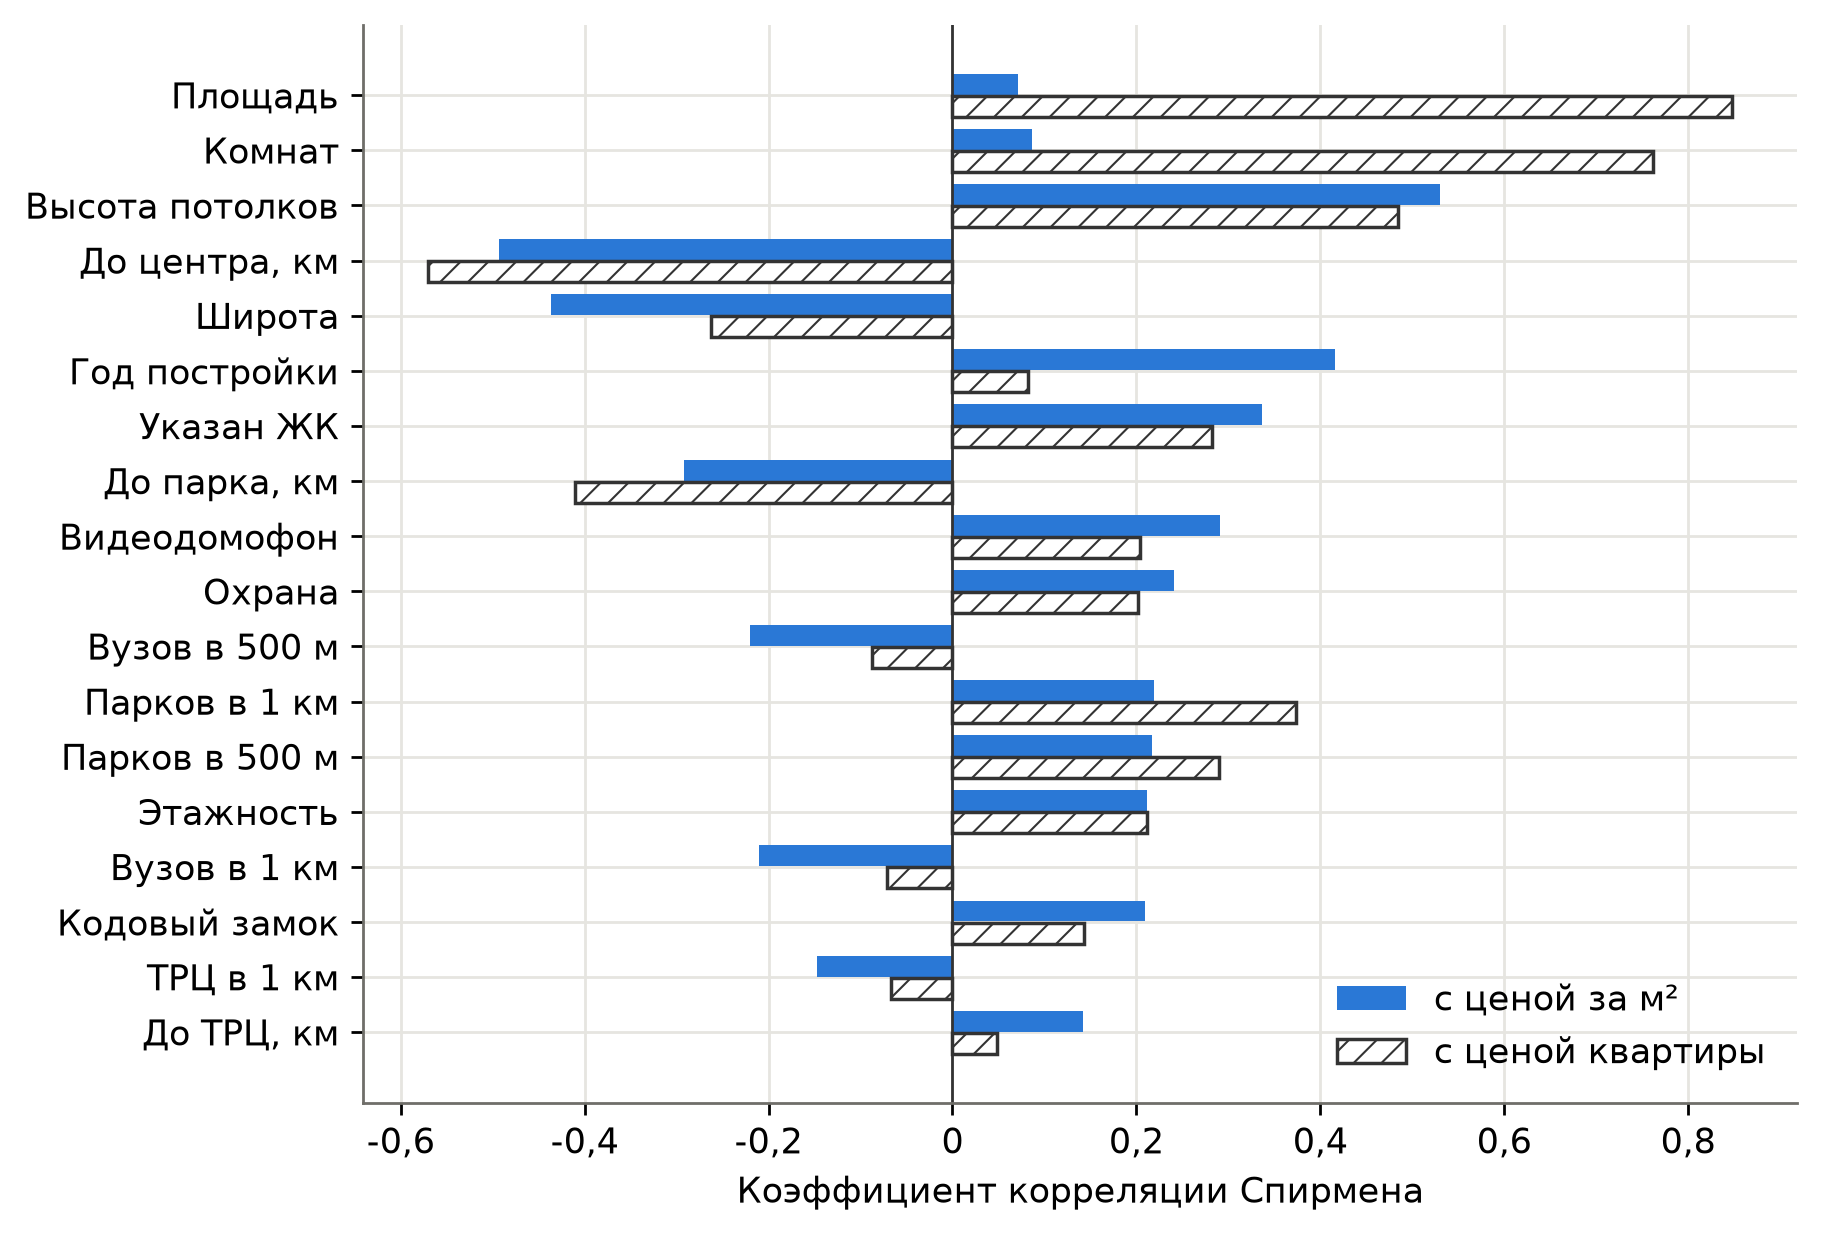 Площадь
Комнат
Высота потолков
До центра, км
Широта
Год постройки
Указан ЖК
До парка, км
Видеодомофон
Охрана
Вузов в 500 м
Парков в 1 км
Парков в 500 м
Этажность
Вузов в 1 км
Кодовый замок
ТРЦ в 1 км
До ТРЦ, км
с ценой за м²
с ценой квартиры
-0,6 -0,4 -0,2 0 0,2 0,4 0,6 0,8
Коэффициент корреляции Спирмена